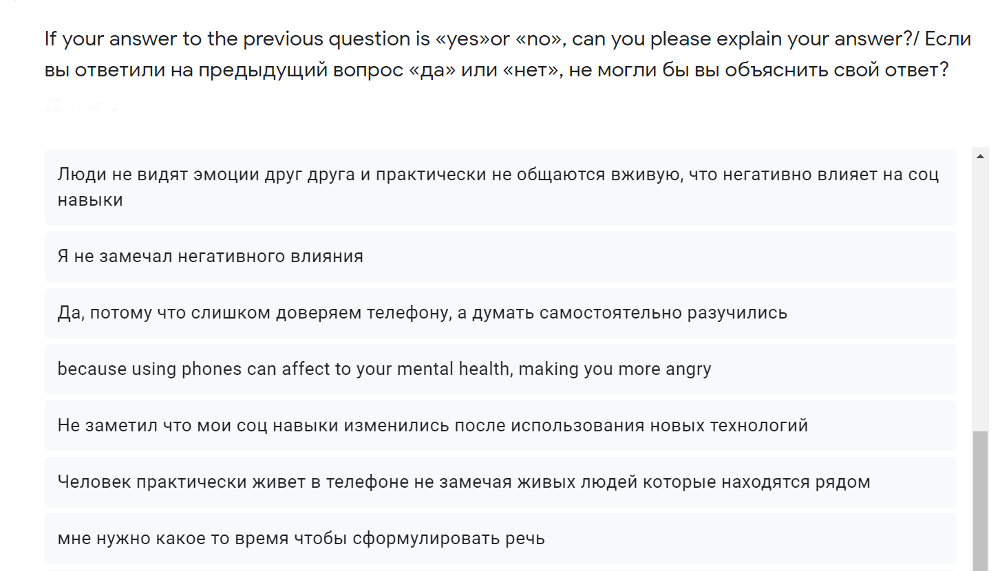 If your answer to the previous question is «yes»or «no», can you please explain your answer?/ Если
вы ответили на предыдущий вопрос «да» или «нет», не могли бы вы объяснить свой ответ?
Люди не видят эмоции друг друга и практически не общаются вживую, что негативно влияет на соц
навыки
Я не замечал негативного влияния
Да, потому что слишком доверяем телефону, а думать самостоятельно разучились
because using phones can affect to your mental health, making you more angry
Не заметил что мои соц навыки изменились после использования новых технологий
Человек практически живет в телефоне не замечая живых людей которые находятся рядом
мне нужно какое то время чтобы сформулировать речь